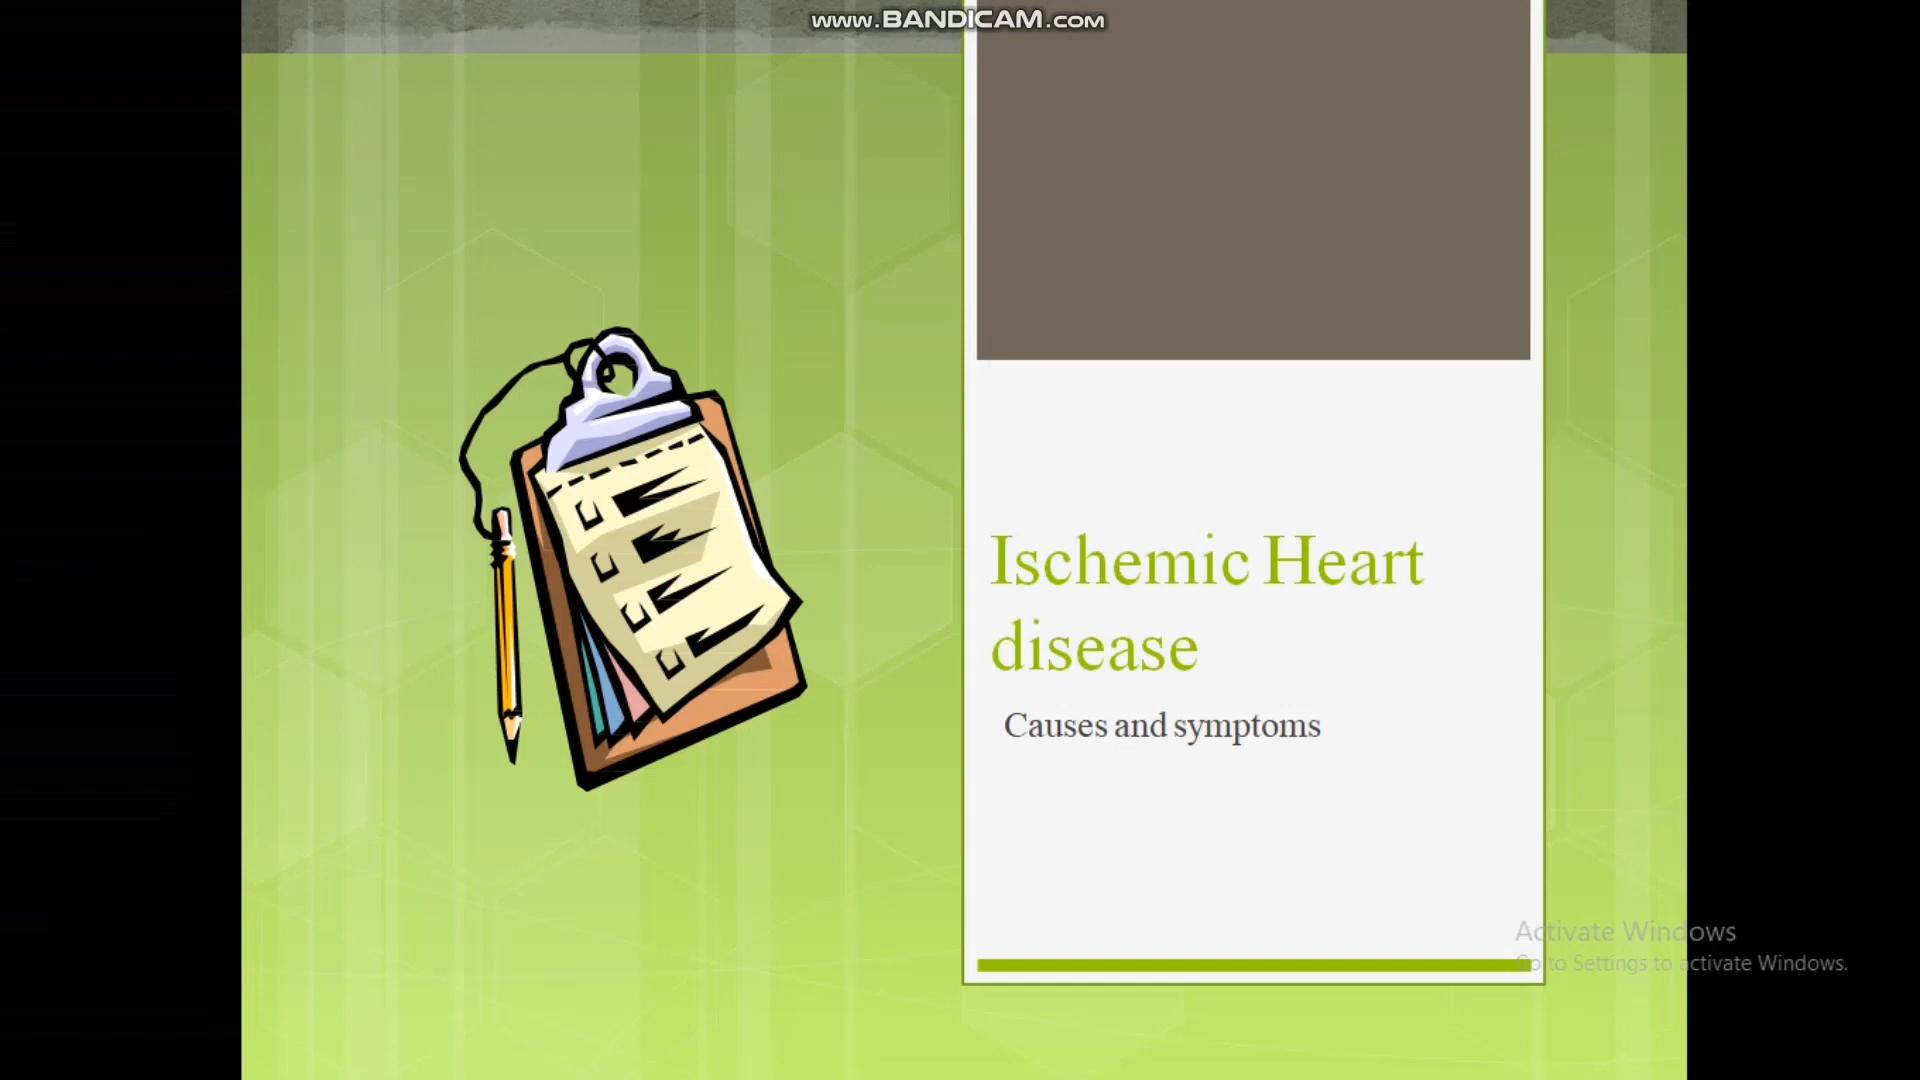 www.BANDICAM.com
Ischemic Heart
disease
Causes and symptoms
Activate Windows
Go to Settings to activate Windows.